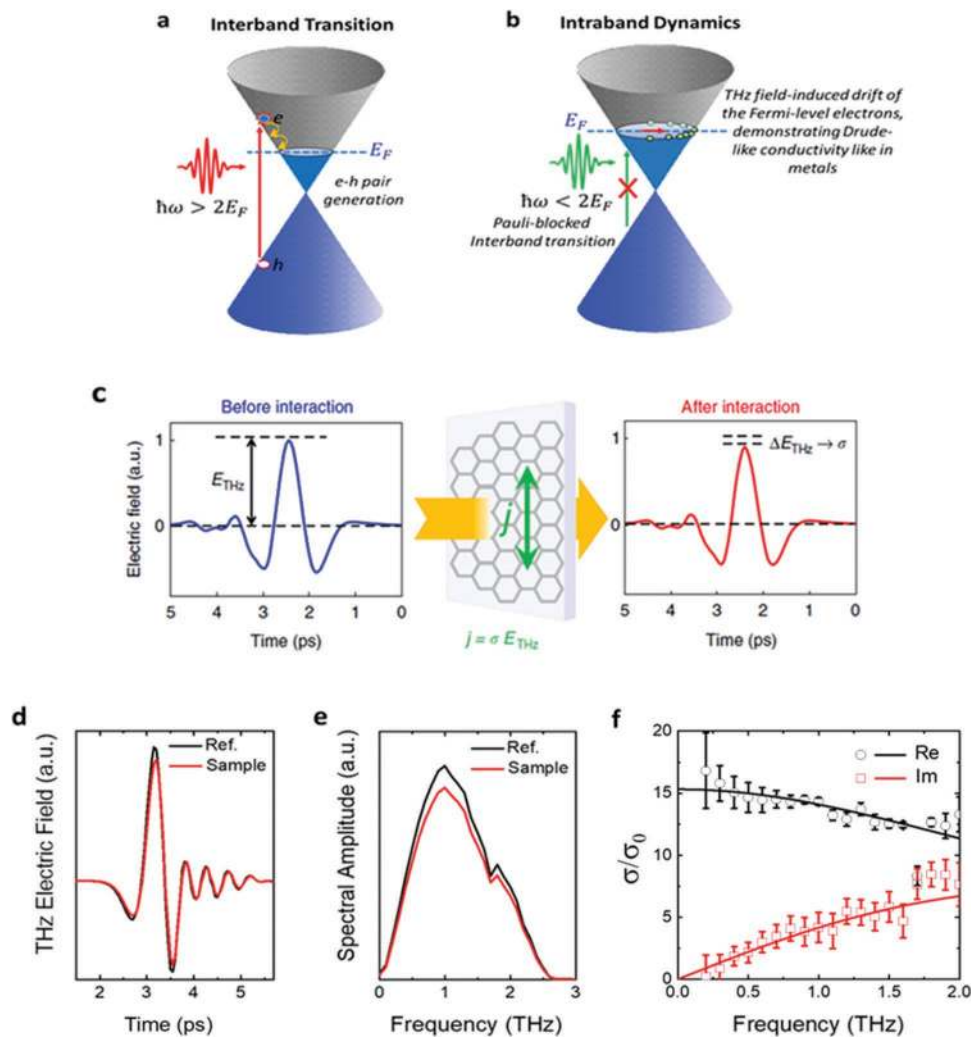 a
Interband Transition
e
E_F
ħω > 2E_F
e-h pair
generation
h
b
Intraband Dynamics
THz field-induced drift of
the Fermi-level electrons,
demonstrating Drude-
like conductivity like in
metals
E_F
ħω < 2E_F
Pauli-blocked
Interband transition
c
Before interaction
Electric field (a.u.)
1
0
E_THz
5 4 3 2 1 0
Time (ps)
j
j = σ E_THz
After interaction
1
0
ΔE_THz → σ
5 4 3 2 1 0
Time (ps)
d
THz Electric Field (a.u.)
Ref.
Sample
2 3 4 5
Time (ps)
e
Spectral Amplitude (a.u.)
Ref.
Sample
0 1 2 3
Frequency (THz)
f
σ/σ₀
20
15
10
5
0
Re
Im
0.0 0.5 1.0 1.5 2.0
Frequency (THz)